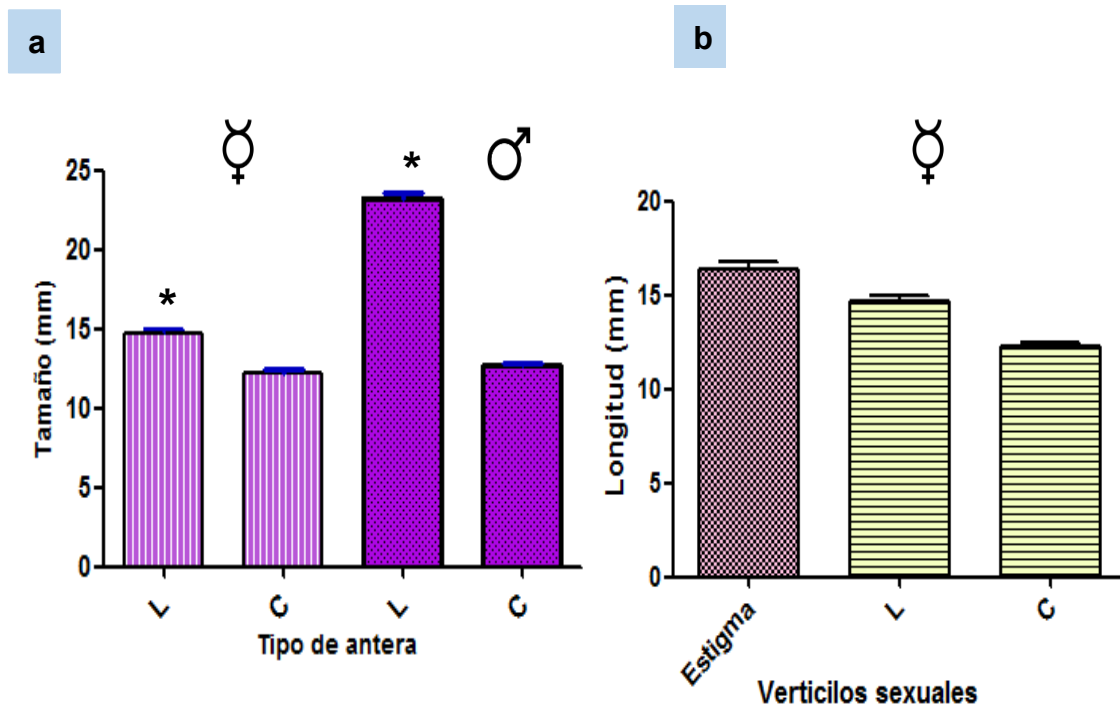 a
b
☿
♂
*
*
25
20
15
10
5
0
Tamaño (mm)
L
C
L
C
Tipo de antera
☿
20
15
10
5
0
Longitud (mm)
Estigma
L
C
Verticilos sexuales